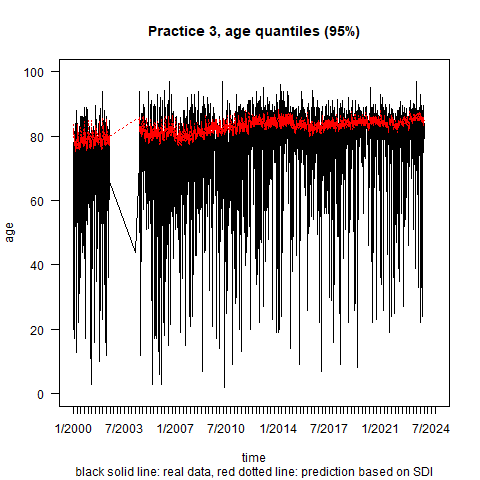 Practice 3, age quantiles (95%)
100
80
60
40
20
0
age
1/2000 7/2003 1/2007 7/2010 1/2014 7/2017 1/2021 7/2024
time
black solid line: real data, red dotted line: prediction based on SDI